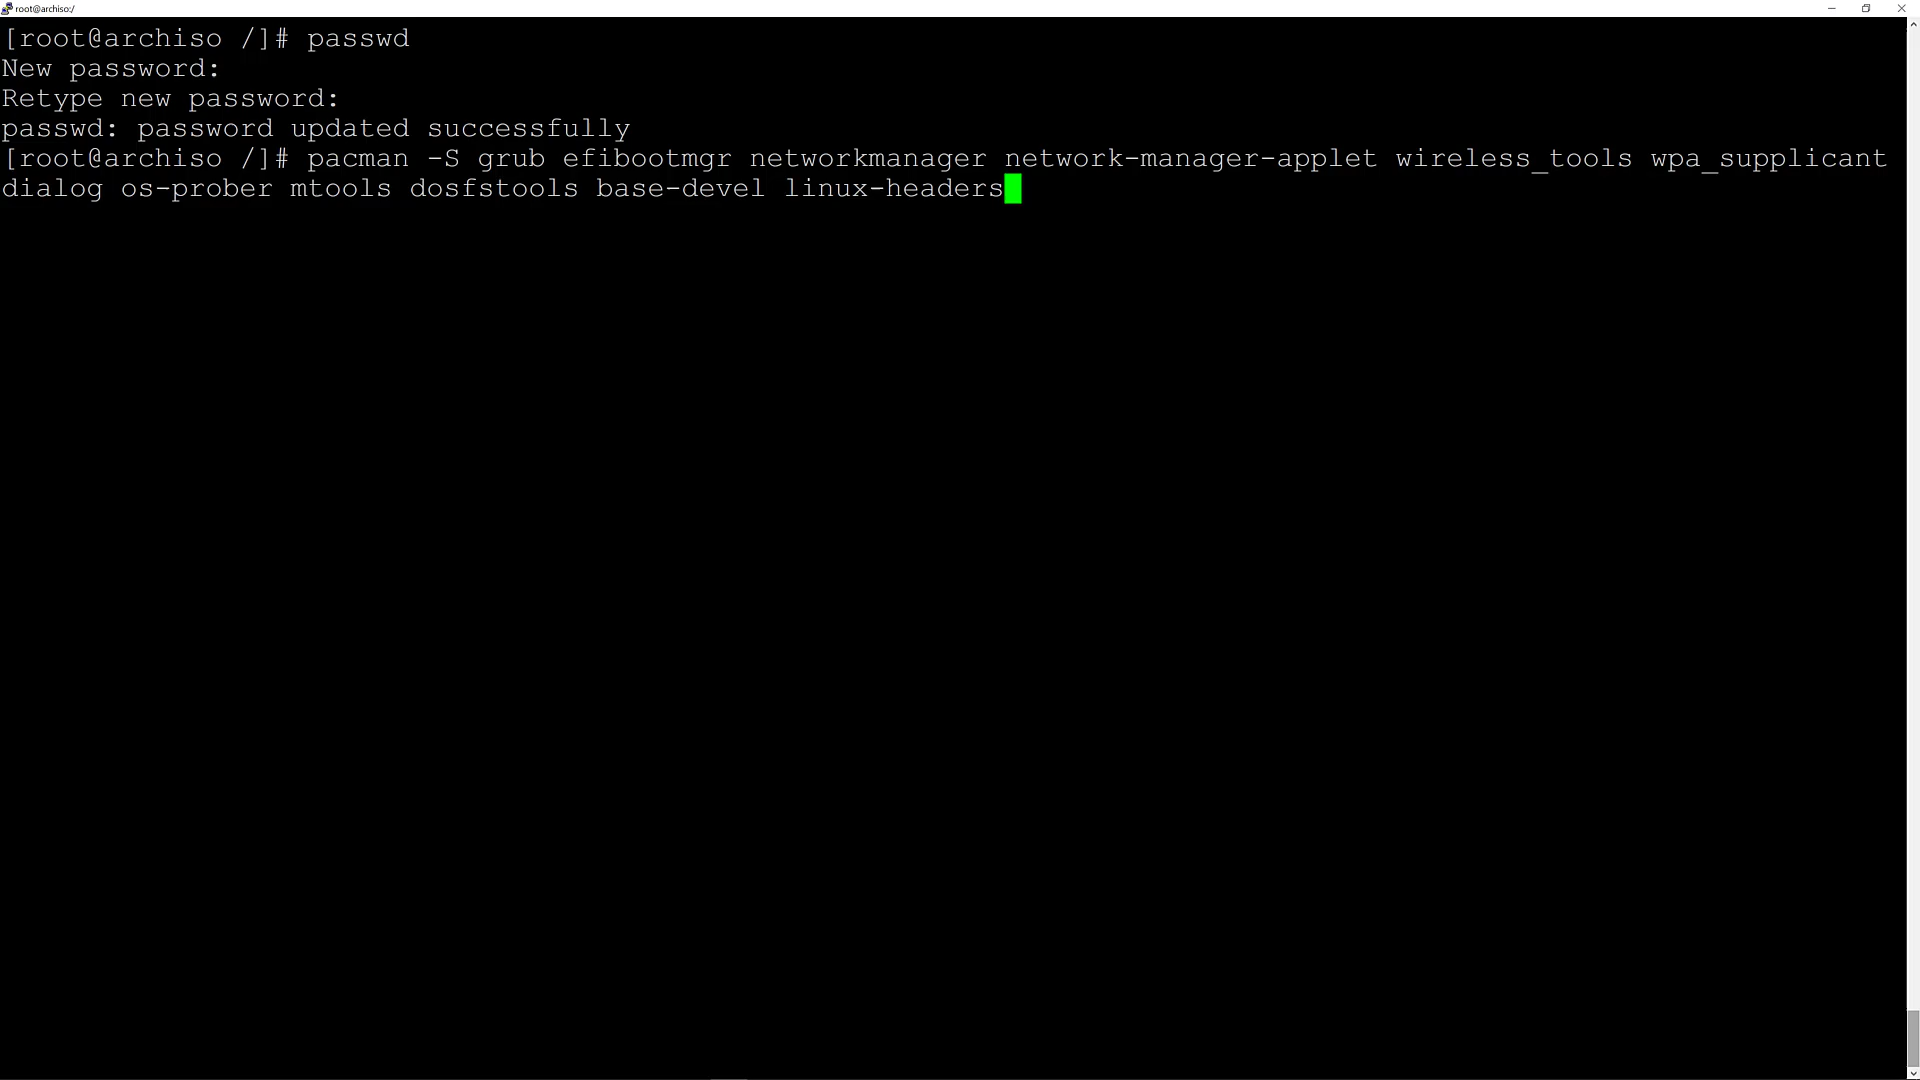 root@archiso:/
[root@archiso /]# passwd
New password:
Retype new password:
passwd: password updated successfully
[root@archiso /]# pacman -S grub efibootmgr networkmanager network-manager-applet wireless_tools wpa_supplicant
dialog os-prober mtools dosfstools base-devel linux-headers